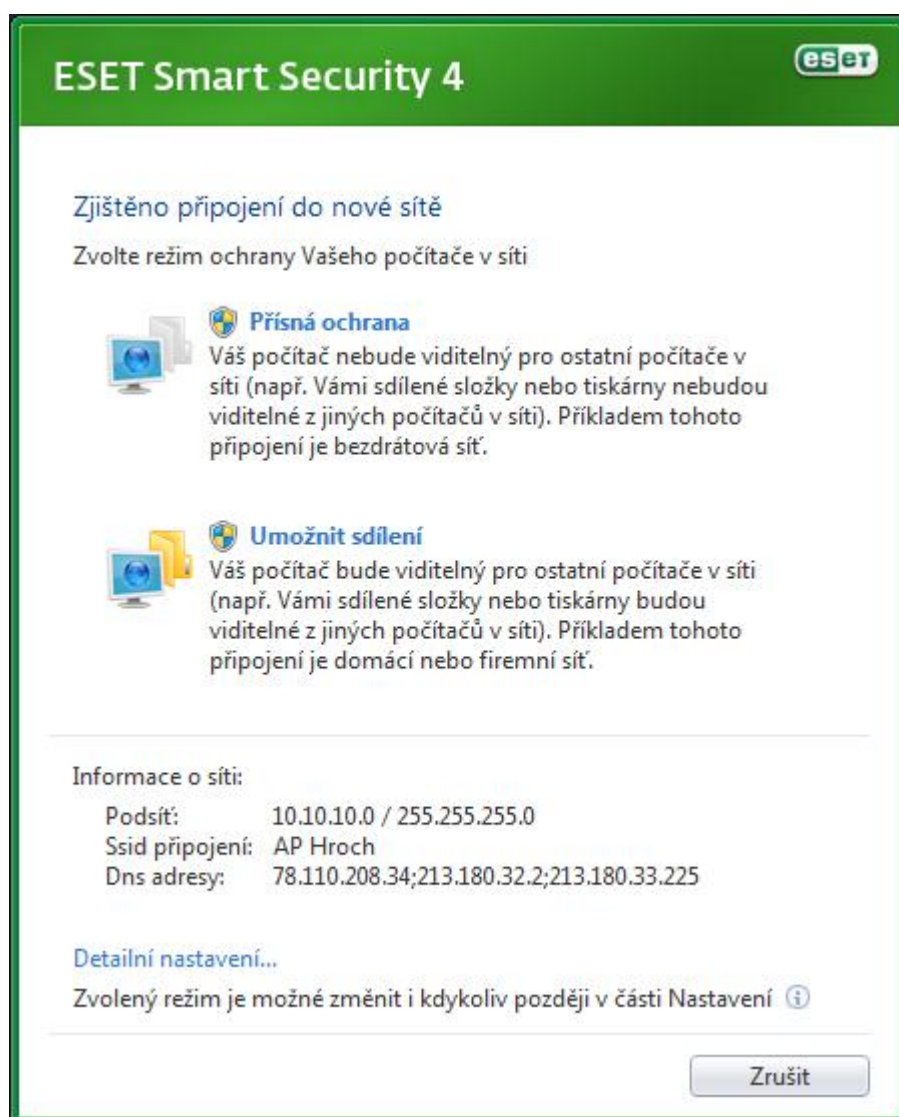 ESET Smart Security 4
eseT
Zjištěno připojení do nové sítě
Zvolte režim ochrany Vašeho počítače v síti
Přísná ochrana
Váš počítač nebude viditelný pro ostatní počítače v
síti (např. Vámi sdílené složky nebo tiskárny nebudou
viditelné z jiných počítačů v síti). Příkladem tohoto
připojení je bezdrátová síť.
Umožnit sdílení
Váš počítač bude viditelný pro ostatní počítače v síti
(např. Vámi sdílené složky nebo tiskárny budou
viditelné z jiných počítačů v síti). Příkladem tohoto
připojení je domácí nebo firemní síť.
Informace o síti:
Podsíť: 10.10.10.0 / 255.255.255.0
Ssid připojení: AP Hroch
Dns adresy: 78.110.208.34;213.180.32.2;213.180.33.225
Detailní nastavení...
Zvolený režim je možné změnit i kdykoliv později v části Nastavení
Zrušit